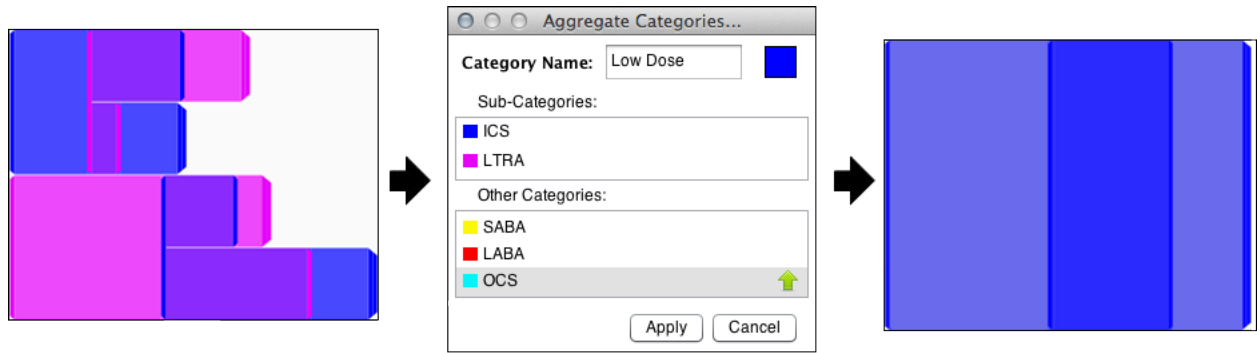 Aggregate Categories...
Category Name: Low Dose
Sub-Categories:
ICS
LTRA
Other Categories:
SABA
LABA
OCS
Apply Cancel